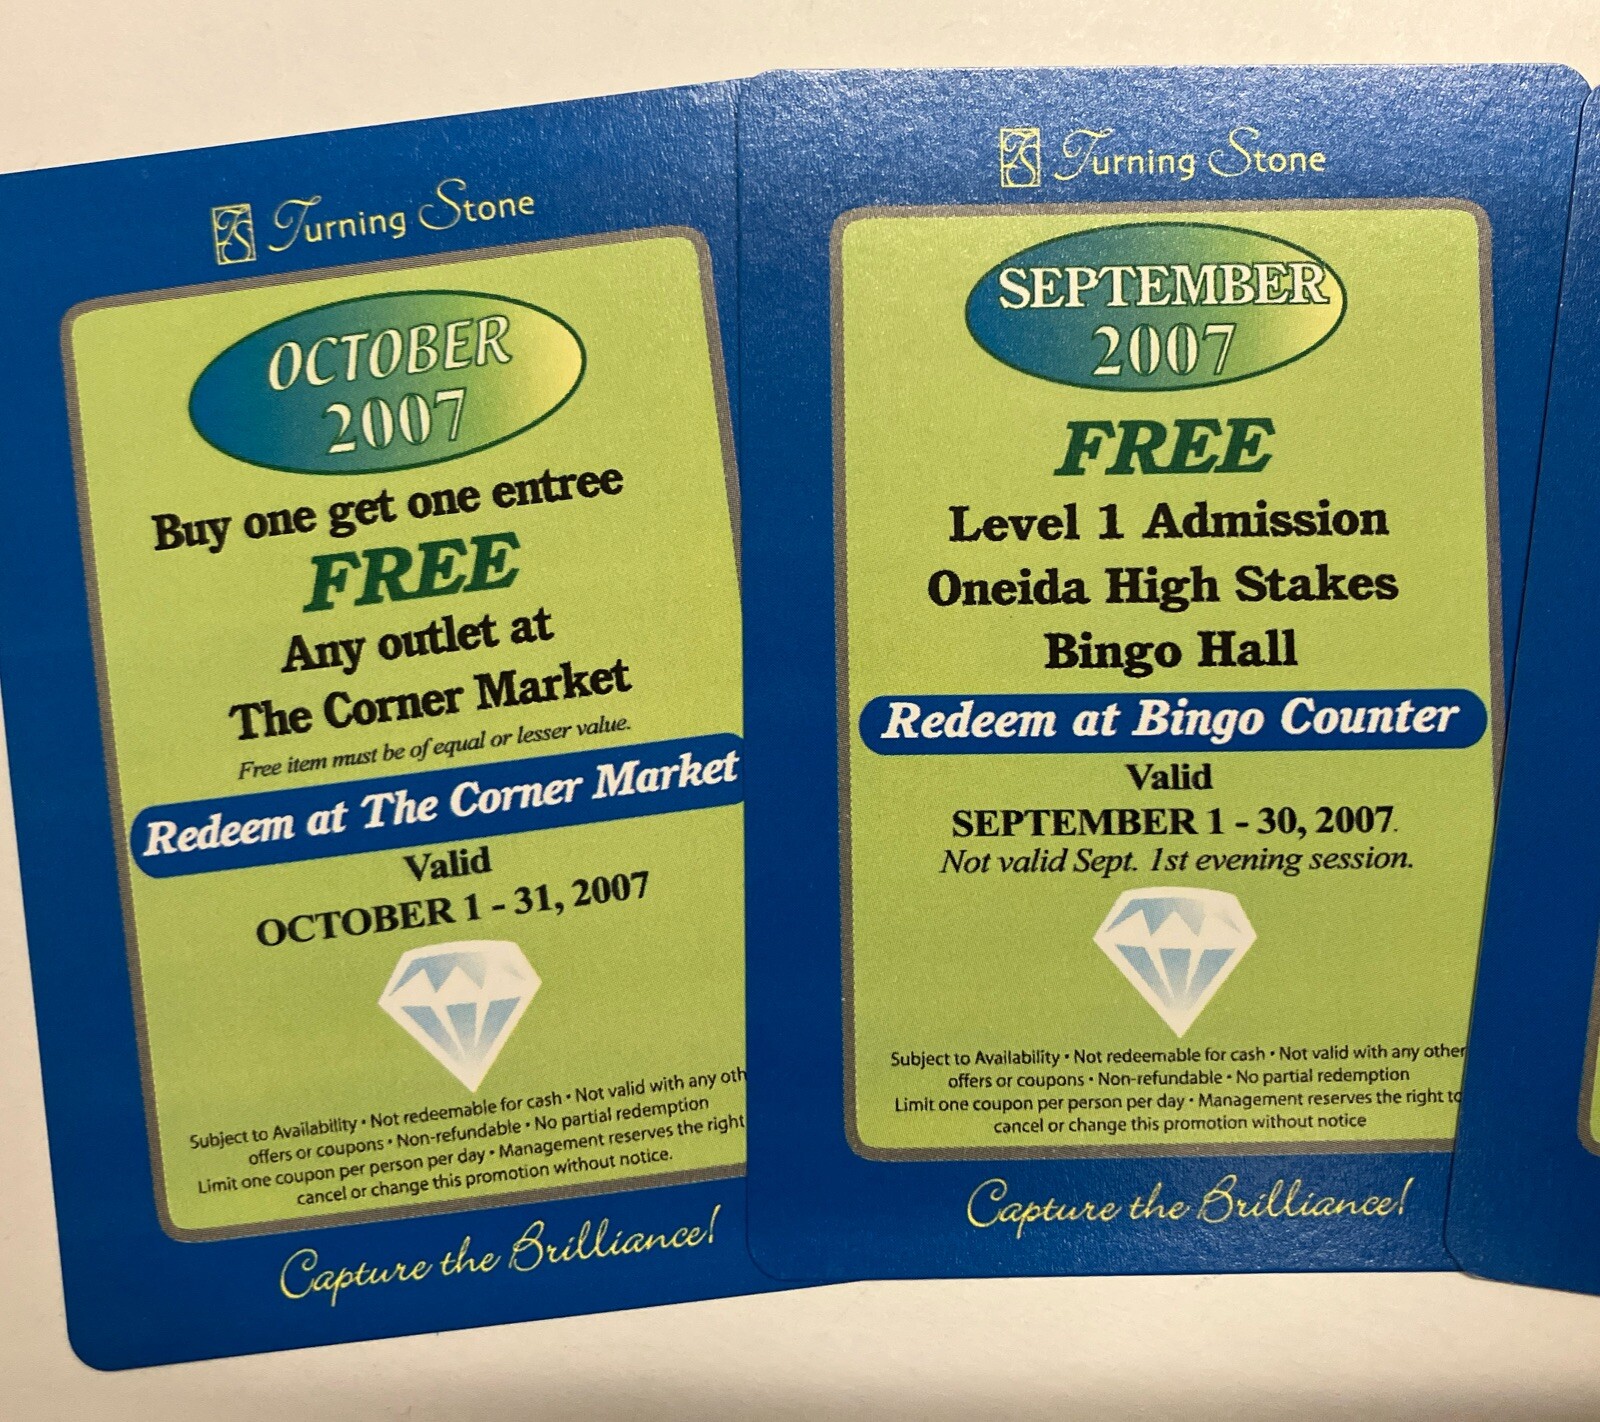 Turning Stone
OCTOBER
2007
Buy one get one entree
FREE
Any outlet at
The Corner Market
Free item must be of equal or lesser value.
Redeem at The Corner Market
Valid
OCTOBER 1 - 31, 2007
Subject to Availability • Not redeemable for cash • Not valid with any oth
offers or coupons • Non-refundable • No partial redemption
Limit one coupon per person per day • Management reserves the right
cancel or change this promotion without notice.
Capture the Brilliance!
Turning Stone
SEPTEMBER
2007
FREE
Level 1 Admission
Oneida High Stakes
Bingo Hall
Redeem at Bingo Counter
Valid
SEPTEMBER 1 - 30, 2007.
Not valid Sept. 1st evening session.
Subject to Availability • Not redeemable for cash • Not valid with any other
offers or coupons • Non-refundable • No partial redemption
Limit one coupon per person per day • Management reserves the right to
cancel or change this promotion without notice
Capture the Brilliance!